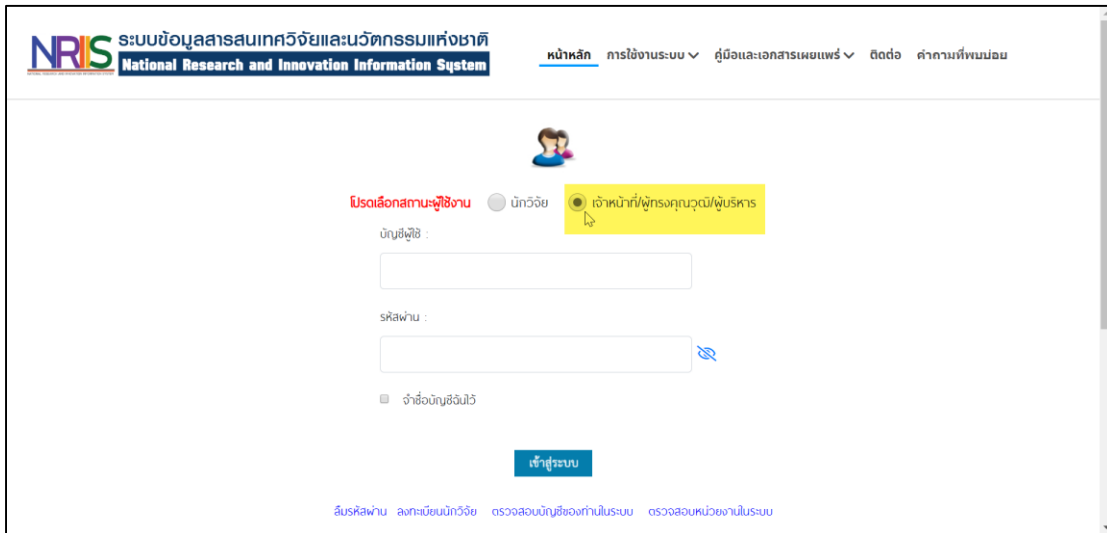 NRIIS ระบบข้อมูลสารสนเทศวิจัยและนวัตกรรมแห่งชาติ
National Research and Innovation Information System
หน้าหลัก การใช้งานระบบ คู่มือและเอกสารเผยแพร่ ติดต่อ คำถามที่พบบ่อย
โปรดเลือกสถานะผู้ใช้งาน นักวิจัย เจ้าหน้าที่/ผู้ทรงคุณวุฒิ/ผู้บริหาร
บัญชีผู้ใช้ :
รหัสผ่าน :
จำชื่อบัญชีฉันไว้
เข้าสู่ระบบ
ลืมรหัสผ่าน ลงทะเบียนนักวิจัย ตรวจสอบบัญชีของท่านในระบบ ตรวจสอบหน่วยงานในระบบ